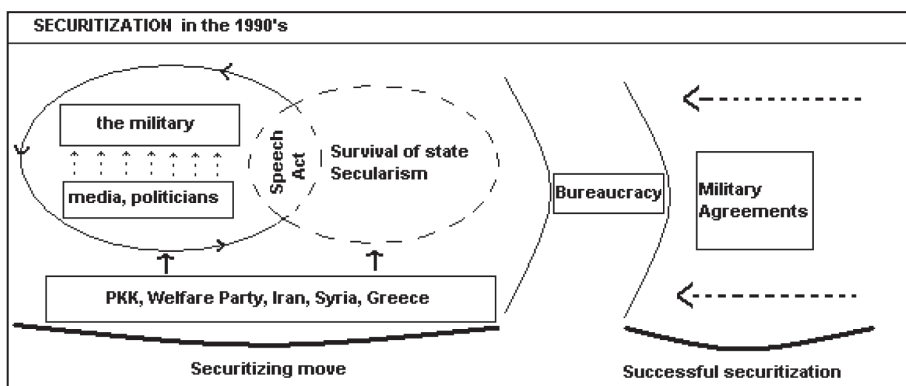 SECURITIZATION in the 1990's
the military
media, politicians
Speech
Act
Survival of state
Secularism
Bureaucracy
Military
Agreements
PKK, Welfare Party, Iran, Syria, Greece
Securitizing move
Successful securitization